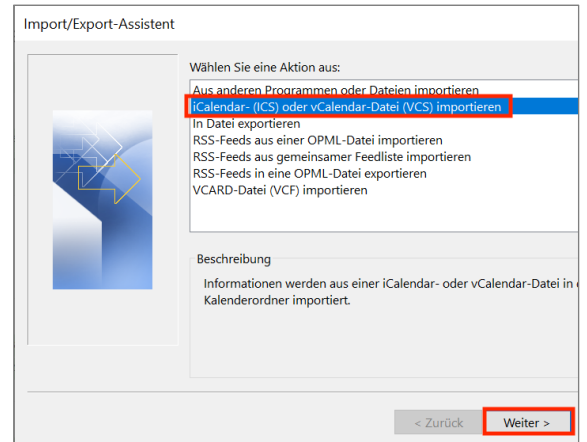 Import/Export-Assistent
Wählen Sie eine Aktion aus:
Aus anderen Programmen oder Dateien importieren
iCalendar- (ICS) oder vCalendar-Datei (VCS) importieren
In Datei exportieren
RSS-Feeds aus einer OPML-Datei importieren
RSS-Feeds aus gemeinsamer Feedliste importieren
RSS-Feeds in eine OPML-Datei exportieren
VCARD-Datei (VCF) importieren
Beschreibung
Informationen werden aus einer iCalendar- oder vCalendar-Datei in
Kalenderordner importiert.
< Zurück
Weiter >